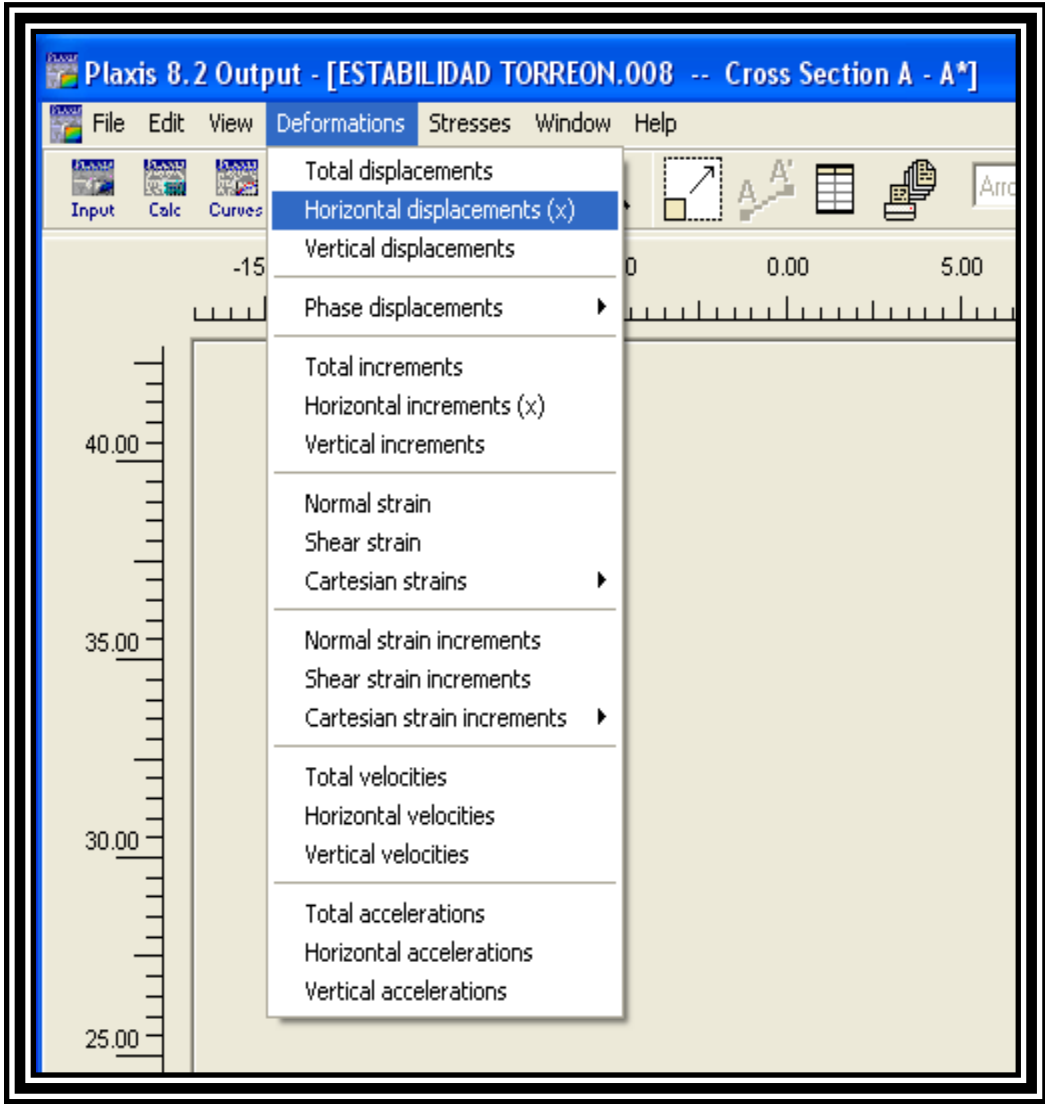 Plaxis 8.2 Output - [ESTABILIDAD TORREON.008 -- Cross Section A - A*]
File Edit View Deformations Stresses Window Help
Input Calc Curves
A A'
Total displacements
Horizontal displacements (x)
Vertical displacements
-15 0 0.00 5.00
Phase displacements
Total increments
Horizontal increments (x)
40.00
Vertical increments
Normal strain
Shear strain
Cartesian strains
35.00
Normal strain increments
Shear strain increments
Cartesian strain increments
Total velocities
Horizontal velocities
30.00
Vertical velocities
Total accelerations
Horizontal accelerations
Vertical accelerations
25.00